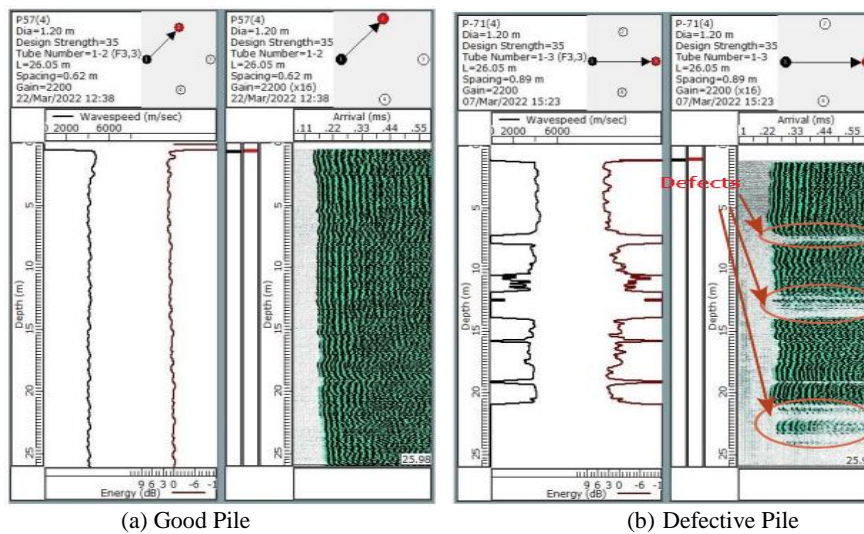 P57(4)
Dia=1.20 m
Design Strength=35
Tube Number=1-2 (F3,3)
L=26.05 m
Spacing=0.62 m
Gain=2200
22/Mar/2022 12:38
Wavespeed (m/sec)
0 2000 6000
5
10
15
20
25
Depth (m)
9 6 3 0 -6 -1
Energy (dB)
P57(4)
Dia=1.20 m
Design Strength=35
Tube Number=1-2
L=26.05 m
Spacing=0.62 m
Gain=2200 (x16)
22/Mar/2022 12:38
Arrival (ms)
.11 .22 .33 .44 .55
5
10
15
20
25
Depth (m)
25.98
(a) Good Pile
P-71(4)
Dia=1.20 m
Design Strength=35
Tube Number=1-3 (F3,3)
L=26.05 m
Spacing=0.89 m
Gain=2200
07/Mar/2022 15:23
Wavespeed (m/sec)
0 2000 6000
5
10
15
20
25
Depth (m)
9 6 3 0 -6 -1
Energy (dB)
P-71(4)
Dia=1.20 m
Design Strength=35
Tube Number=1-3
L=26.05 m
Spacing=0.89 m
Gain=2200 (x16)
07/Mar/2022 15:23
Arrival (ms)
1 .22 .33 .44 .55
Defects
5
10
15
20
25
Depth (m)
25.9
(b) Defective Pile